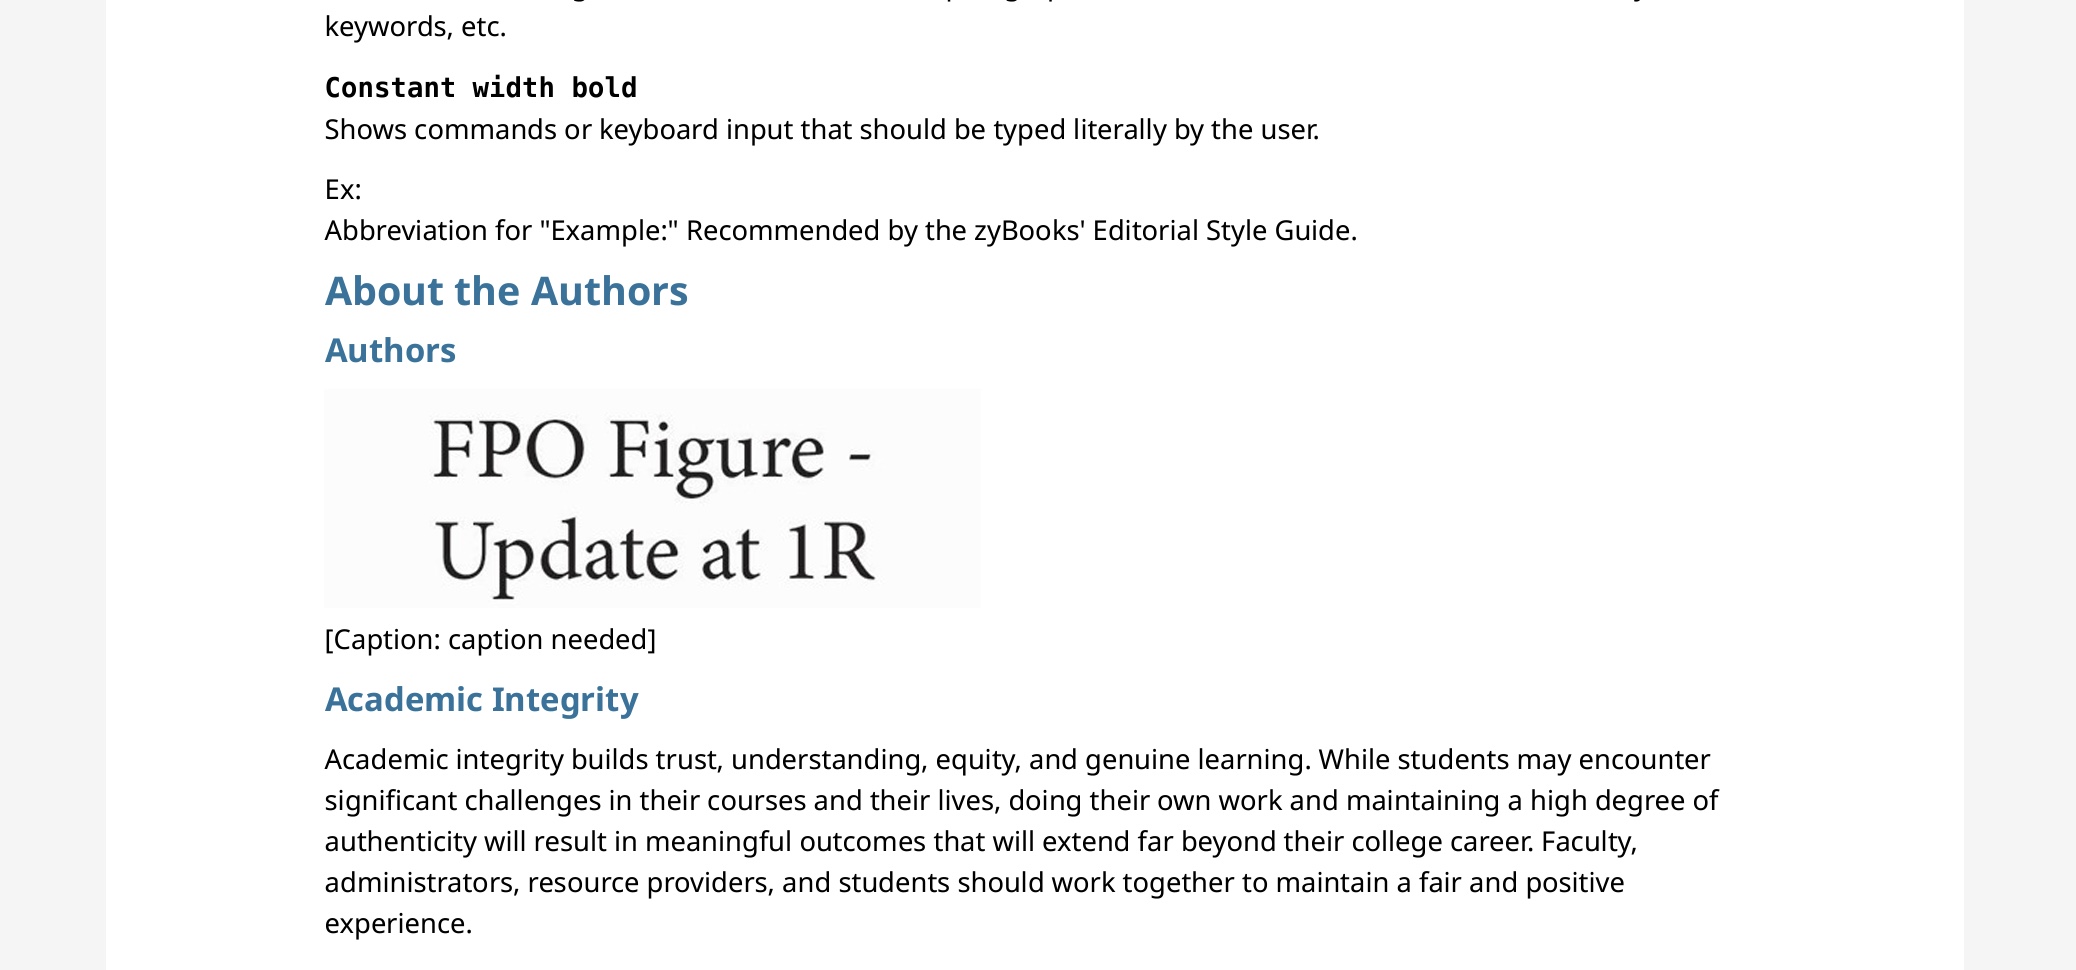 keywords, etc.
Constant width bold
Shows commands or keyboard input that should be typed literally by the user.
Ex:
Abbreviation for "Example:" Recommended by the zyBooks' Editorial Style Guide.
About the Authors
Authors
FPO Figure -
Update at 1R
[Caption: caption needed]
Academic Integrity
Academic integrity builds trust, understanding, equity, and genuine learning. While students may encounter
significant challenges in their courses and their lives, doing their own work and maintaining a high degree of
authenticity will result in meaningful outcomes that will extend far beyond their college career. Faculty,
administrators, resource providers, and students should work together to maintain a fair and positive
experience.